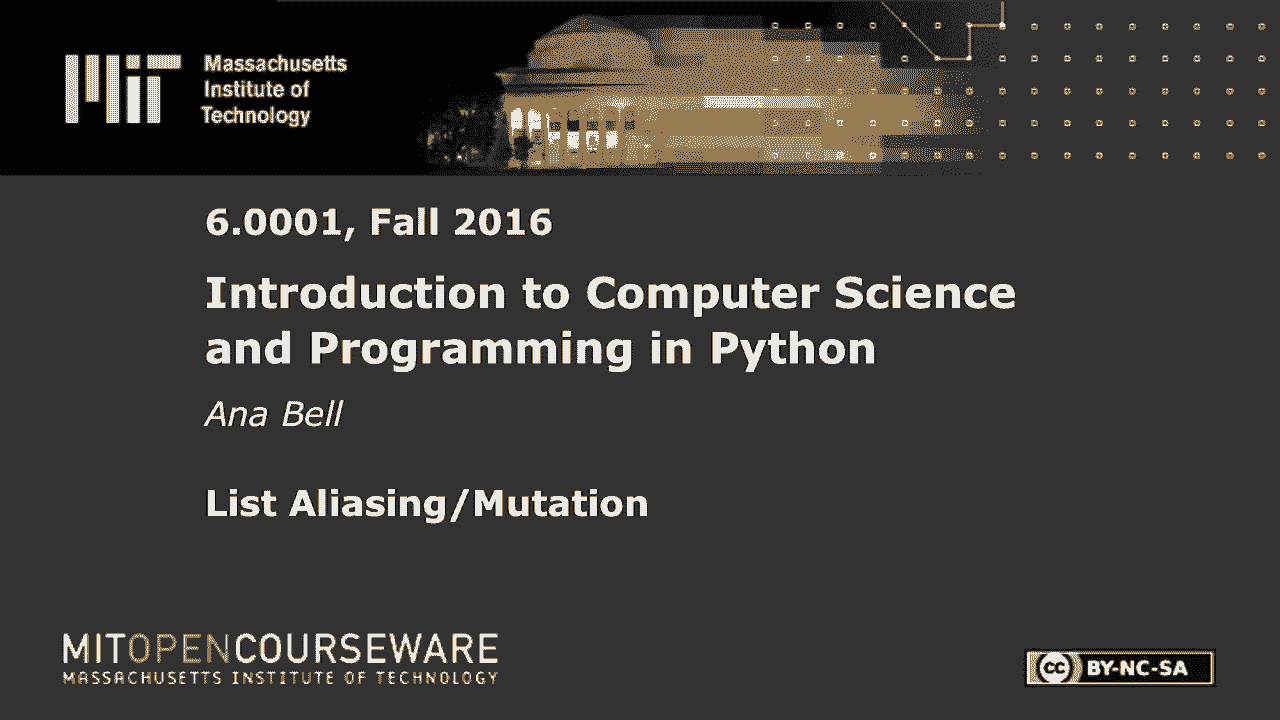 Massachusetts
Institute of
Technology
6.0001, Fall 2016
Introduction to Computer Science
and Programming in Python
Ana Bell
List Aliasing/Mutation
MITOPENCOURSEWARE
MASSACHUSETTS INSTITUTE OF TECHNOLOGY
cc BY-NC-SA